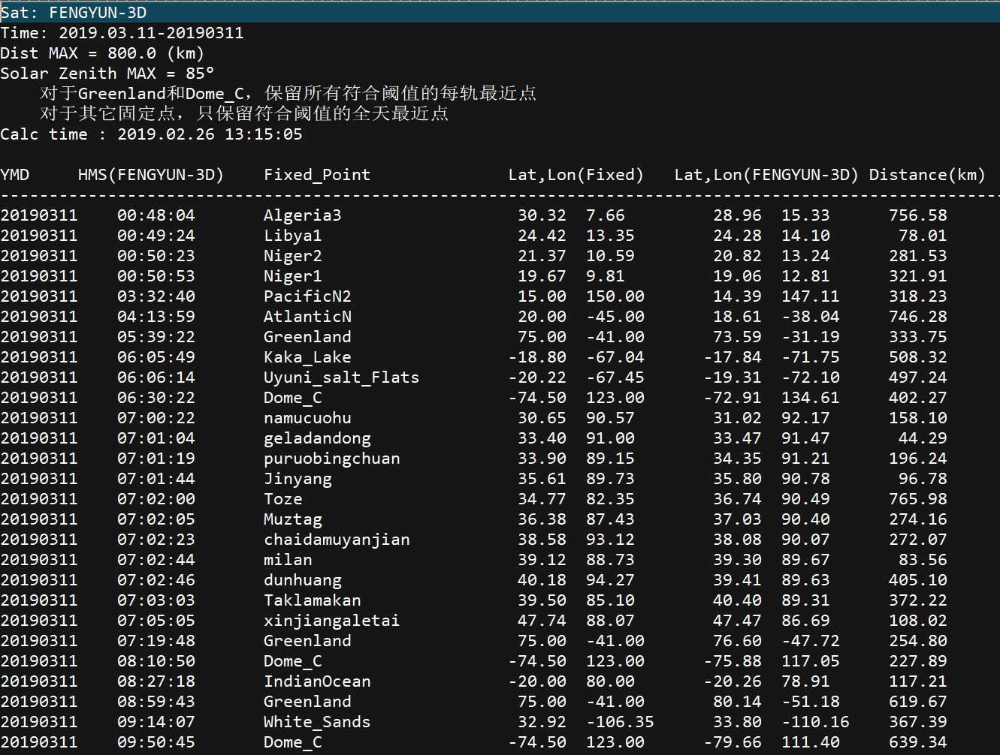 Sat: FENGYUN-3D
Time: 2019.03.11-20190311
Dist MAX = 800.0 (km)
Solar Zenith MAX = 85°
对于Greenland和Dome_C，保留所有符合阈值的每轨最近点
对于其它固定点，只保留符合阈值的全天最近点
Calc time : 2019.02.26 13:15:05
YMD HMS(FENGYUN-3D) Fixed_Point Lat,Lon(Fixed) Lat,Lon(FENGYUN-3D) Distance(km)
20190311 00:48:04 Algeria3 30.32 7.66 28.96 15.33 756.58
20190311 00:49:24 Libya1 24.42 13.35 24.28 14.10 78.01
20190311 00:50:23 Niger2 21.37 10.59 20.82 13.24 281.53
20190311 00:50:53 Niger1 19.67 9.81 19.06 12.81 321.91
20190311 03:32:40 PacificN2 15.00 150.00 14.39 147.11 318.23
20190311 04:13:59 AtlanticN 20.00 -45.00 18.61 -38.04 746.28
20190311 05:39:22 Greenland 75.00 -41.00 73.59 -31.19 333.75
20190311 06:05:49 Kaka_Lake -18.80 -67.04 -17.84 -71.75 508.32
20190311 06:06:14 Uyuni_salt_Flats -20.22 -67.45 -19.31 -72.10 497.24
20190311 06:30:22 Dome_C -74.50 123.00 -72.91 134.61 402.27
20190311 07:00:22 namucuohu 30.65 90.57 31.02 92.17 158.10
20190311 07:01:04 geladandong 33.40 91.00 33.47 91.47 44.29
20190311 07:01:19 puruobingchuan 33.90 89.15 34.35 91.21 196.24
20190311 07:01:44 Jinyang 35.61 89.73 35.80 90.78 96.78
20190311 07:02:00 Toze 34.77 82.35 36.74 90.49 765.98
20190311 07:02:05 Muztag 36.38 87.43 37.03 90.40 274.16
20190311 07:02:23 chaidamuyanjian 38.58 93.12 38.08 90.07 272.07
20190311 07:02:44 milan 39.12 88.73 39.30 89.67 83.56
20190311 07:02:46 dunhuang 40.18 94.27 39.41 89.63 405.10
20190311 07:03:03 Taklamakan 39.50 85.10 40.40 89.31 372.22
20190311 07:05:05 xinjiangaletai 47.74 88.07 47.47 86.69 108.02
20190311 07:19:48 Greenland 75.00 -41.00 76.60 -47.72 254.80
20190311 08:10:50 Dome_C -74.50 123.00 -75.88 117.05 227.89
20190311 08:27:18 IndianOcean -20.00 80.00 -20.26 78.91 117.21
20190311 08:59:43 Greenland 75.00 -41.00 80.14 -51.18 619.67
20190311 09:14:07 White_Sands 32.92 -106.35 33.80 -110.16 367.39
20190311 09:50:45 Dome_C -74.50 123.00 -79.66 111.40 639.34